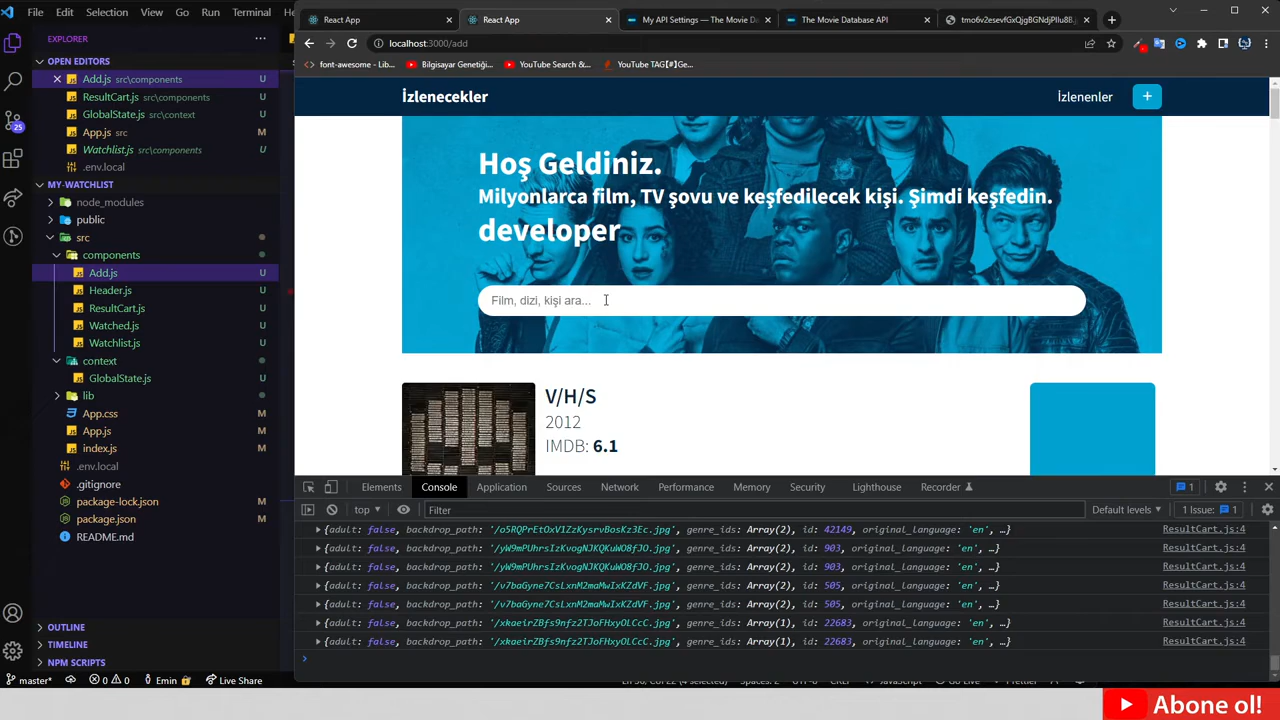 File Edit Selection View Go Run Terminal
React App
React App
My API Settings — The Movie Da
The Movie Database API
tmo6v2esevfGxQjgBGNdjPIlu8B.j
localhost:3000/add
font-awesome - Lib...
Bilgisayar Genetiği...
YouTube Search &...
YouTube TAG【#】Ge...
EXPLORER
OPEN EDITORS
Add.js src\components U
ResultCart.js src\components U
GlobalState.js src\context U
App.js src M
Watchlist.js src\components U
.env.local
MY-WATCHLIST
node_modules
public
src
components
Add.js U
Header.js U
ResultCart.js U
Watched.js U
Watchlist.js U
context
GlobalState.js U
lib
App.css M
App.js M
index.js M
.env.local
.gitignore
package-lock.json M
package.json M
README.md
OUTLINE
TIMELINE
NPM SCRIPTS
25
İzlenecekler
İzlenenler
+
Hoş Geldiniz.
Milyonlarca film, TV şovu ve keşfedilecek kişi. Şimdi keşfedin.
developer
Film, dizi, kişi ara...
V/H/S
2012
IMDB: 6.1
Elements Console Application Sources Network Performance Memory Security Lighthouse Recorder 1
top Filter Default levels 1 Issue: 1
{adult: false, backdrop_path: '/o5RQPrEtOxV1ZzKysrvBosKz3Ec.jpg', genre_ids: Array(2), id: 42149, original_language: 'en', …} ResultCart.js:4
{adult: false, backdrop_path: '/yW9mPUhrsIzKvogNJKQKuWO8fJO.jpg', genre_ids: Array(2), id: 903, original_language: 'en', …} ResultCart.js:4
{adult: false, backdrop_path: '/yW9mPUhrsIzKvogNJKQKuWO8fJO.jpg', genre_ids: Array(2), id: 903, original_language: 'en', …} ResultCart.js:4
{adult: false, backdrop_path: '/v7baGyne7CsLxnM2maMwIxKZdVF.jpg', genre_ids: Array(2), id: 505, original_language: 'en', …} ResultCart.js:4
{adult: false, backdrop_path: '/v7baGyne7CsLxnM2maMwIxKZdVF.jpg', genre_ids: Array(2), id: 505, original_language: 'en', …} ResultCart.js:4
{adult: false, backdrop_path: '/xkaeirZBfs9nfz2TJoFHxyOLCcC.jpg', genre_ids: Array(1), id: 22683, original_language: 'en', …} ResultCart.js:4
{adult: false, backdrop_path: '/xkaeirZBfs9nfz2TJoFHxyOLCcC.jpg', genre_ids: Array(1), id: 22683, original_language: 'en', …} ResultCart.js:4
master* 0 0 Emin Live Share
Abone ol!